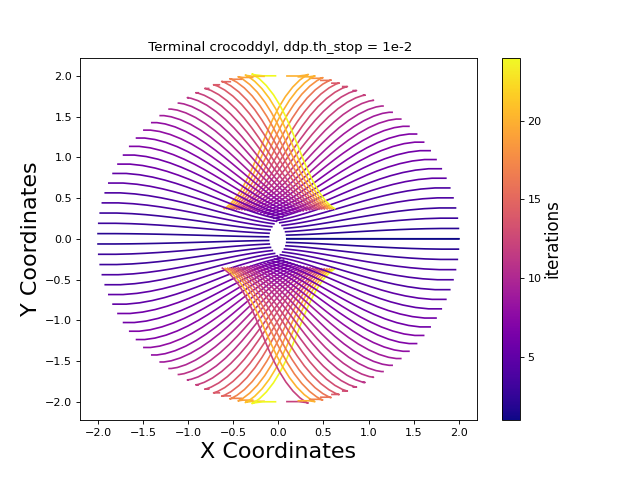 Terminal crocoddyl, ddp.th_stop = 1e-2
Y Coordinates
2.0
1.5
1.0
0.5
0.0
−0.5
−1.0
−1.5
−2.0
−2.0 −1.5 −1.0 −0.5 0.0 0.5 1.0 1.5 2.0
X Coordinates
20
15
10
5
iterations